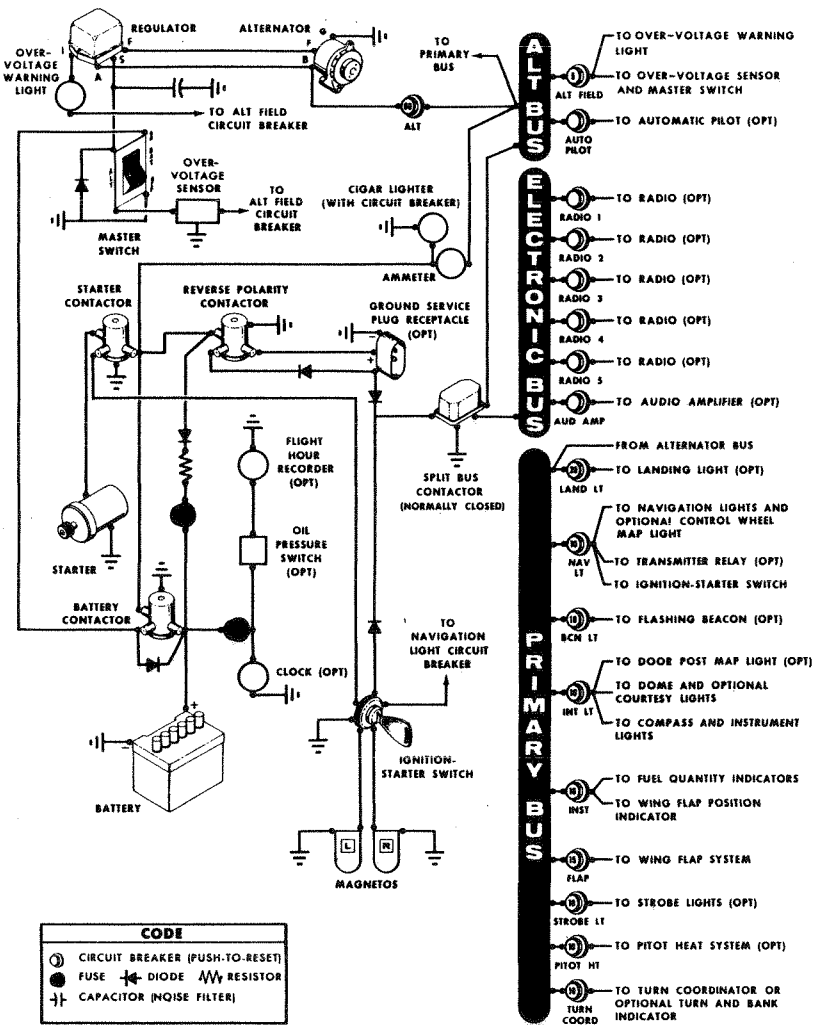 REGULATOR
ALTERNATOR
F
S
A
I
G
F
B
OVER-
VOLTAGE
WARNING
LIGHT
TO
PRIMARY
BUS
ALT
TO ALT FIELD
CIRCUIT BREAKER
OVER-
VOLTAGE
SENSOR
TO
ALT FIELD
CIRCUIT
BREAKER
MASTER
SWITCH
CIGAR LIGHTER
(WITH CIRCUIT BREAKER)
AMMETER
STARTER
CONTACTOR
REVERSE POLARITY
CONTACTOR
GROUND SERVICE
PLUG RECEPTACLE
(OPT)
-
+
SPLIT BUS
CONTACTOR
(NORMALLY CLOSED)
FLIGHT
HOUR
RECORDER
(OPT)
OIL
PRESSURE
SWITCH
(OPT)
STARTER
BATTERY
CONTACTOR
CLOCK (OPT)
TO
NAVIGATION
LIGHT CIRCUIT
BREAKER
+
-
BATTERY
IGNITION-
STARTER SWITCH
L
R
MAGNETOS
ALT BUS
TO OVER-VOLTAGE WARNING
LIGHT
TO OVER-VOLTAGE SENSOR
AND MASTER SWITCH
ALT FIELD
TO AUTOMATIC PILOT (OPT)
AUTO
PILOT
ELECTRONIC BUS
TO RADIO (OPT)
RADIO 1
TO RADIO (OPT)
RADIO 2
TO RADIO (OPT)
RADIO 3
TO RADIO (OPT)
RADIO 4
TO RADIO (OPT)
RADIO 5
TO AUDIO AMPLIFIER (OPT)
AUD AMP
PRIMARY BUS
FROM ALTERNATOR BUS
TO LANDING LIGHT (OPT)
LAND LT
TO NAVIGATION LIGHTS AND
OPTIONAL CONTROL WHEEL
MAP LIGHT
10
NAV
LT
TO TRANSMITTER RELAY (OPT)
TO IGNITION-STARTER SWITCH
TO FLASHING BEACON (OPT)
10
BCN LT
TO DOOR POST MAP LIGHT (OPT)
TO DOME AND OPTIONAL
COURTESY LIGHTS
10
INT LT
TO COMPASS AND INSTRUMENT
LIGHTS
TO FUEL QUANTITY INDICATORS
10
INST
TO WING FLAP POSITION
INDICATOR
15
TO WING FLAP SYSTEM
FLAP
10
TO STROBE LIGHTS (OPT)
STROBE LT
10
TO PITOT HEAT SYSTEM (OPT)
PITOT HT
10
TO TURN COORDINATOR OR
OPTIONAL TURN AND BANK
INDICATOR
TURN
COORD
CODE
CIRCUIT BREAKER (PUSH-TO-RESET)
FUSE DIODE RESISTOR
CAPACITOR (NOISE FILTER)